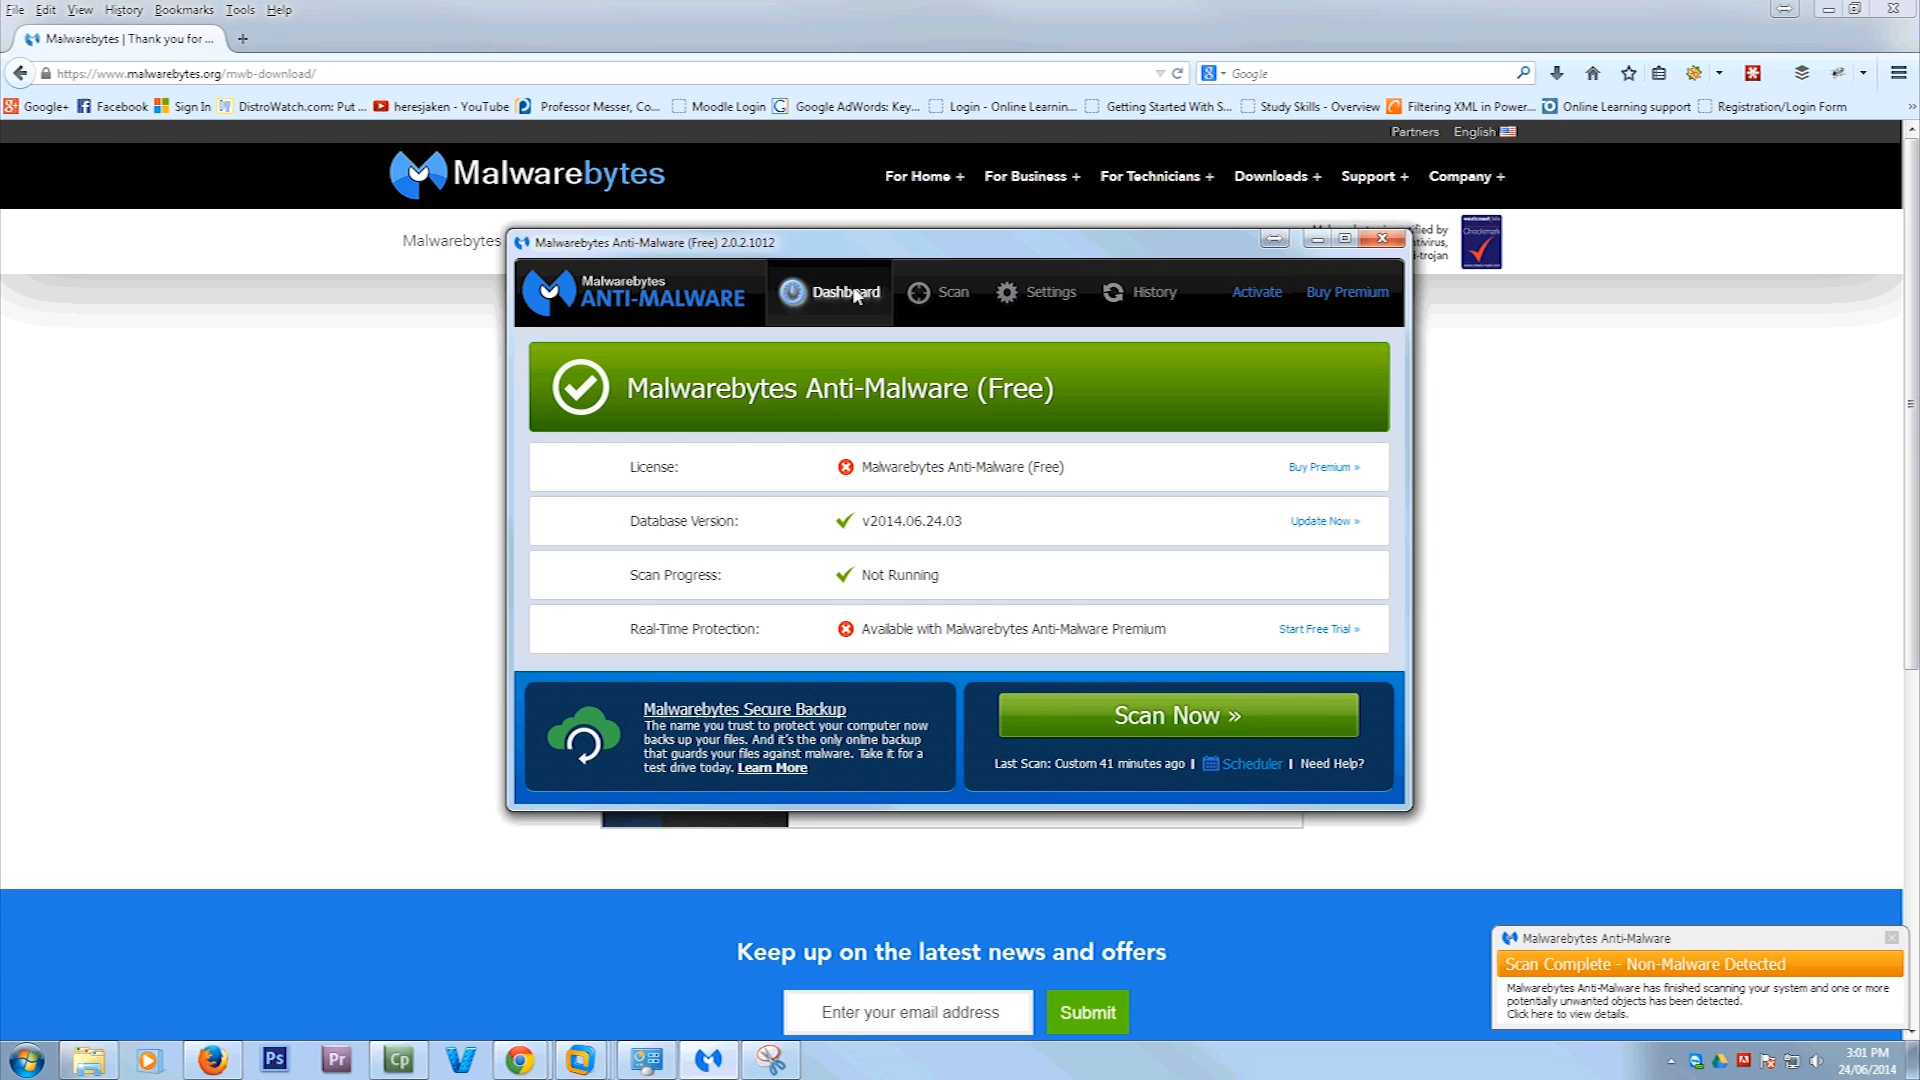 File Edit View History Bookmarks Tools Help
Malwarebytes | Thank you for ...
https://www.malwarebytes.org/mwb-download/
Google
Google+ Facebook Sign In DistroWatch.com: Put ... heresjaken - YouTube Professor Messer, Co... Moodle Login Google AdWords: Key... Login - Online Learnin... Getting Started With S... Study Skills - Overview Filtering XML in Power... Online Learning support Registration/Login Form
Partners English
Malwarebytes
For Home + For Business + For Technicians + Downloads + Support + Company +
Malwarebytes
Malwarebytes Anti-Malware (Free) 2.0.2.1012
Malwarebytes
ANTI-MALWARE
Dashboard Scan Settings History Activate Buy Premium
Malwarebytes Anti-Malware (Free)
License: Malwarebytes Anti-Malware (Free) Buy Premium »
Database Version: v2014.06.24.03 Update Now »
Scan Progress: Not Running
Real-Time Protection: Available with Malwarebytes Anti-Malware Premium Start Free Trial »
Malwarebytes Secure Backup
The name you trust to protect your computer now
backs up your files. And it's the only online backup
that guards your files against malware. Take it for a
test drive today. Learn More
Scan Now »
Last Scan: Custom 41 minutes ago | Scheduler | Need Help?
Keep up on the latest news and offers
Enter your email address Submit
Malwarebytes Anti-Malware
Scan Complete - Non-Malware Detected
Malwarebytes Anti-Malware has finished scanning your system and one or more
potentially unwanted objects has been detected.
Click here to view details.
Ps Pr Cp
3:01 PM
24/06/2014